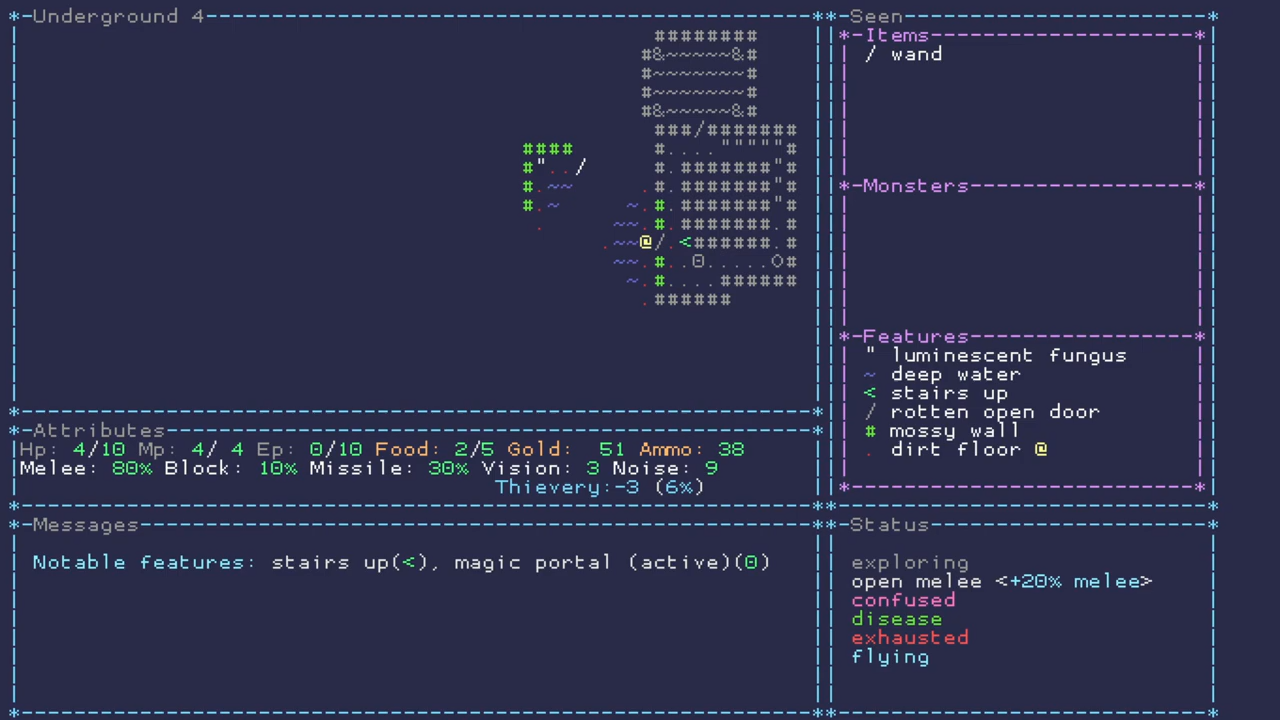 Underground 4
Seen
Items
/ wand
########
#&~~~~~&#
#~~~~~~~#
#~~~~~~~#
#&~~~~~&#
###/#######
#### #...."""""#
#"../ #.#######"#
#.~~ .#.#######"#
#.~ ~.#.#######"#
. ~~.#.#######.#
.~~@/.<######.#
~~.#..0.....O#
~.#....######
.######
Monsters
Features
" luminescent fungus
~ deep water
< stairs up
/ rotten open door
# mossy wall
. dirt floor @
Attributes
Hp: 4/10 Mp: 4/ 4 Ep: 0/10 Food: 2/5 Gold: 51 Ammo: 38
Melee: 80% Block: 10% Missile: 30% Vision: 3 Noise: 9
Thievery:-3 (6%)
Messages
Notable features: stairs up(<), magic portal (active)(0)
Status
exploring
open melee <+20% melee>
confused
disease
exhausted
flying